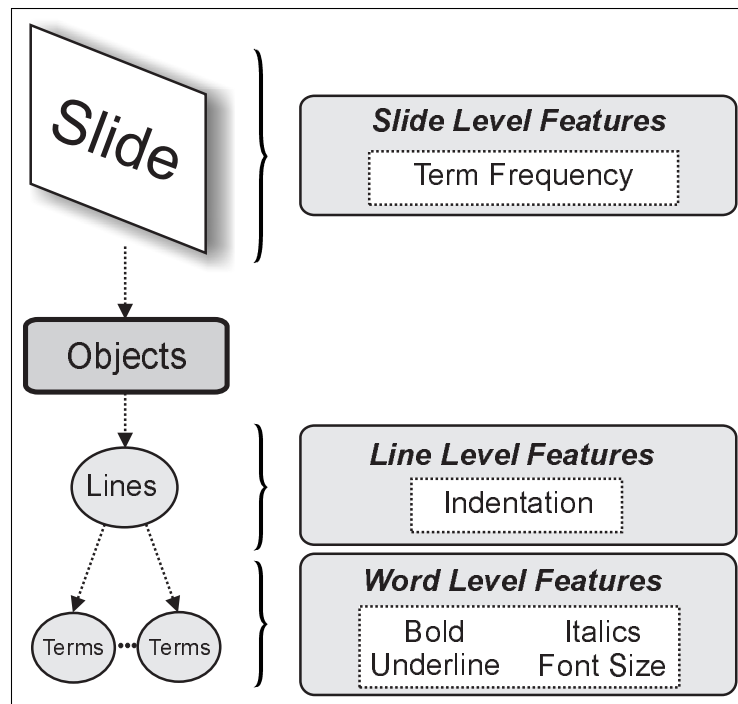 Slide
Slide Level Features
Term Frequency
Objects
Lines
Line Level Features
Indentation
Terms ••• Terms
Word Level Features
Bold Italics
Underline Font Size